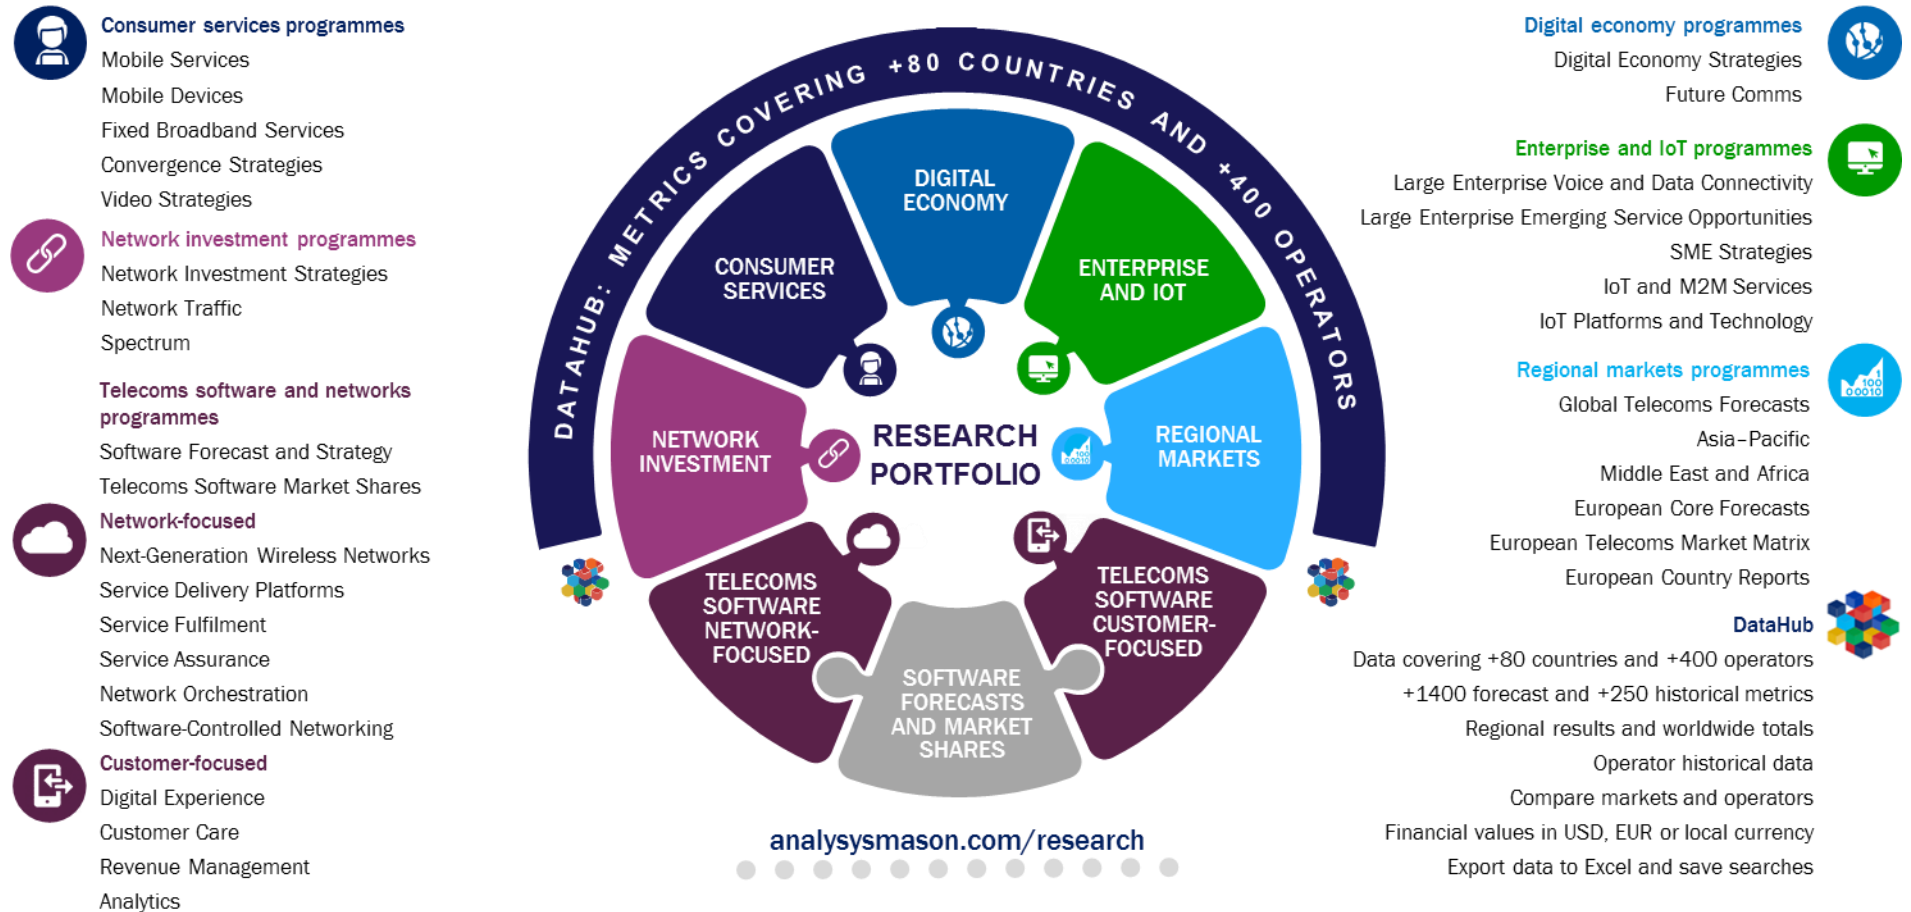 Consumer services programmes
Mobile Services
Mobile Devices
Fixed Broadband Services
Convergence Strategies
Video Strategies
Network investment programmes
Network Investment Strategies
Network Traffic
Spectrum
Telecoms software and networks
programmes
Software Forecast and Strategy
Telecoms Software Market Shares
Network-focused
Next-Generation Wireless Networks
Service Delivery Platforms
Service Fulfilment
Service Assurance
Network Orchestration
Software-Controlled Networking
Customer-focused
Digital Experience
Customer Care
Revenue Management
Analytics
DATAHUB: METRICS COVERING +80 COUNTRIES AND +400 OPERATORS
DIGITAL
ECONOMY
CONSUMER
SERVICES
ENTERPRISE
AND IOT
NETWORK
INVESTMENT
RESEARCH
PORTFOLIO
1
100
00010
REGIONAL
MARKETS
TELECOMS
SOFTWARE
NETWORK-
FOCUSED
TELECOMS
SOFTWARE
CUSTOMER-
FOCUSED
SOFTWARE
FORECASTS
AND MARKET
SHARES
analysysmason.com/research
Digital economy programmes
Digital Economy Strategies
Future Comms
Enterprise and IoT programmes
Large Enterprise Voice and Data Connectivity
Large Enterprise Emerging Service Opportunities
SME Strategies
IoT and M2M Services
IoT Platforms and Technology
Regional markets programmes
1
100
00010
Global Telecoms Forecasts
Asia–Pacific
Middle East and Africa
European Core Forecasts
European Telecoms Market Matrix
European Country Reports
DataHub
Data covering +80 countries and +400 operators
+1400 forecast and +250 historical metrics
Regional results and worldwide totals
Operator historical data
Compare markets and operators
Financial values in USD, EUR or local currency
Export data to Excel and save searches